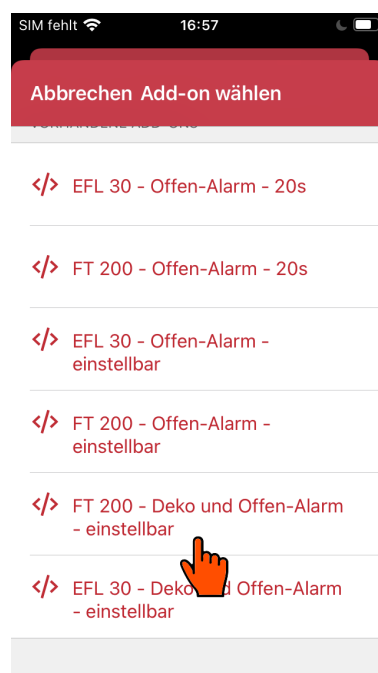 SIM fehlt 16:57
Abbrechen Add-on wählen
</> EFL 30 - Offen-Alarm - 20s
</> FT 200 - Offen-Alarm - 20s
</> EFL 30 - Offen-Alarm -
einstellbar
</> FT 200 - Offen-Alarm -
einstellbar
</> FT 200 - Deko und Offen-Alarm
- einstellbar
</> EFL 30 - Deko Offen-Alarm
- einstellbar